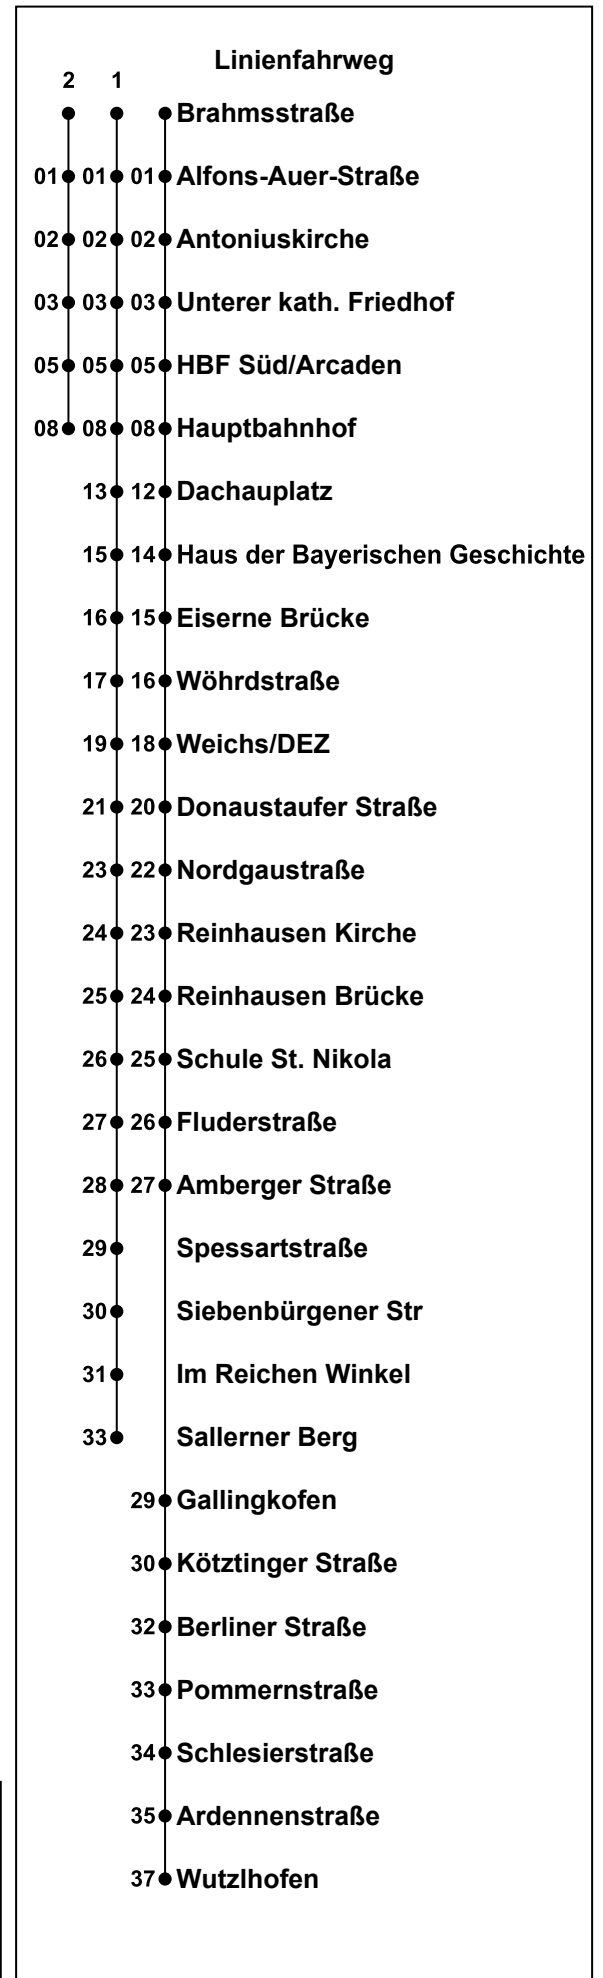 Linienfahrweg
2 1
Brahmsstraße
01 01 01 Alfons-Auer-Straße
02 02 02 Antoniuskirche
03 03 03 Unterer kath. Friedhof
05 05 05 HBF Süd/Arcaden
08 08 08 Hauptbahnhof
13 12 Dachauplatz
15 14 Haus der Bayerischen Geschichte
16 15 Eiserne Brücke
17 16 Wöhrdstraße
19 18 Weichs/DEZ
21 20 Donaustaufer Straße
23 22 Nordgaustraße
24 23 Reinhausen Kirche
25 24 Reinhausen Brücke
26 25 Schule St. Nikola
27 26 Fluderstraße
28 27 Amberger Straße
29 Spessartstraße
30 Siebenbürgener Str
31 Im Reichen Winkel
33 Sallerner Berg
29 Gallingkofen
30 Kötztinger Straße
32 Berliner Straße
33 Pommernstraße
34 Schlesierstraße
35 Ardennenstraße
37 Wutzlhofen